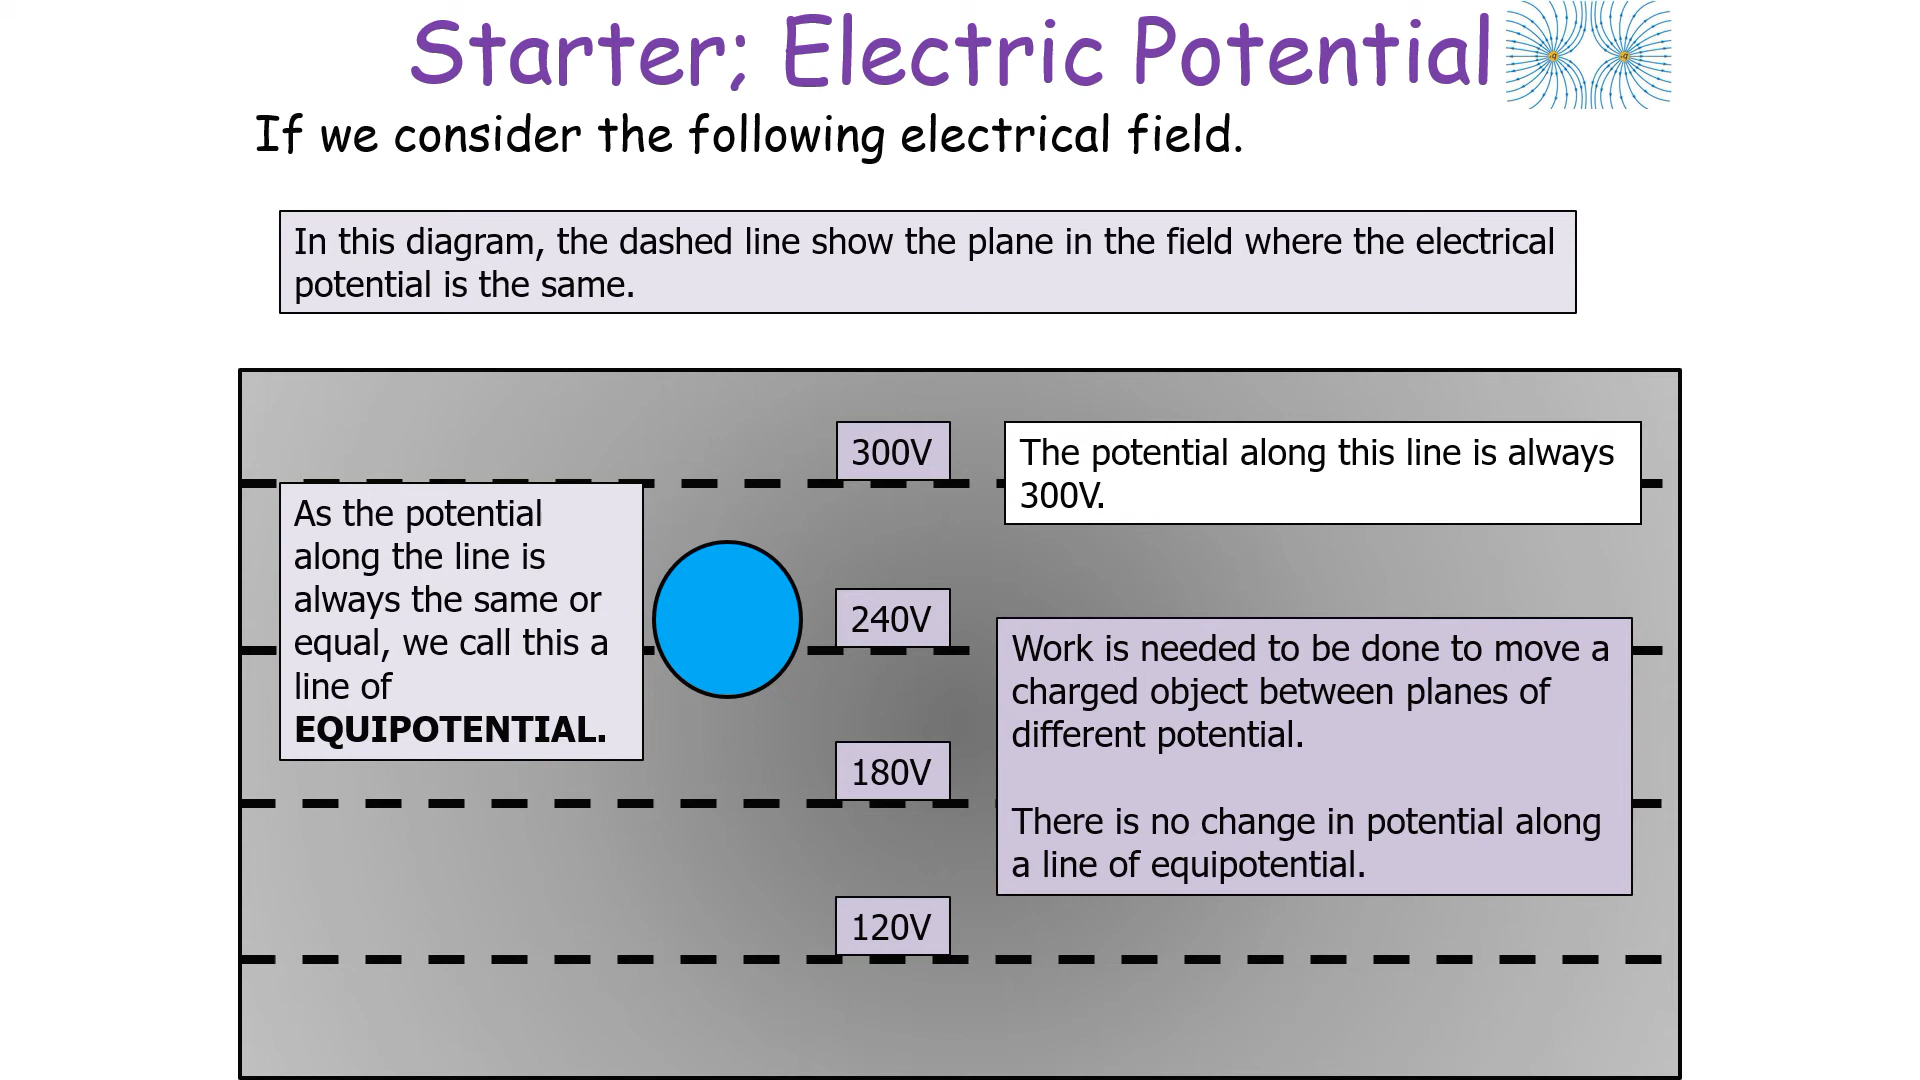 Starter; Electric Potential
If we consider the following electrical field.
In this diagram, the dashed line show the plane in the field where the electrical
potential is the same.
300V
The potential along this line is always
300V.
As the potential
along the line is
always the same or
equal, we call this a
line of
EQUIPOTENTIAL.
240V
Work is needed to be done to move a
charged object between planes of
different potential.
There is no change in potential along
a line of equipotential.
180V
120V